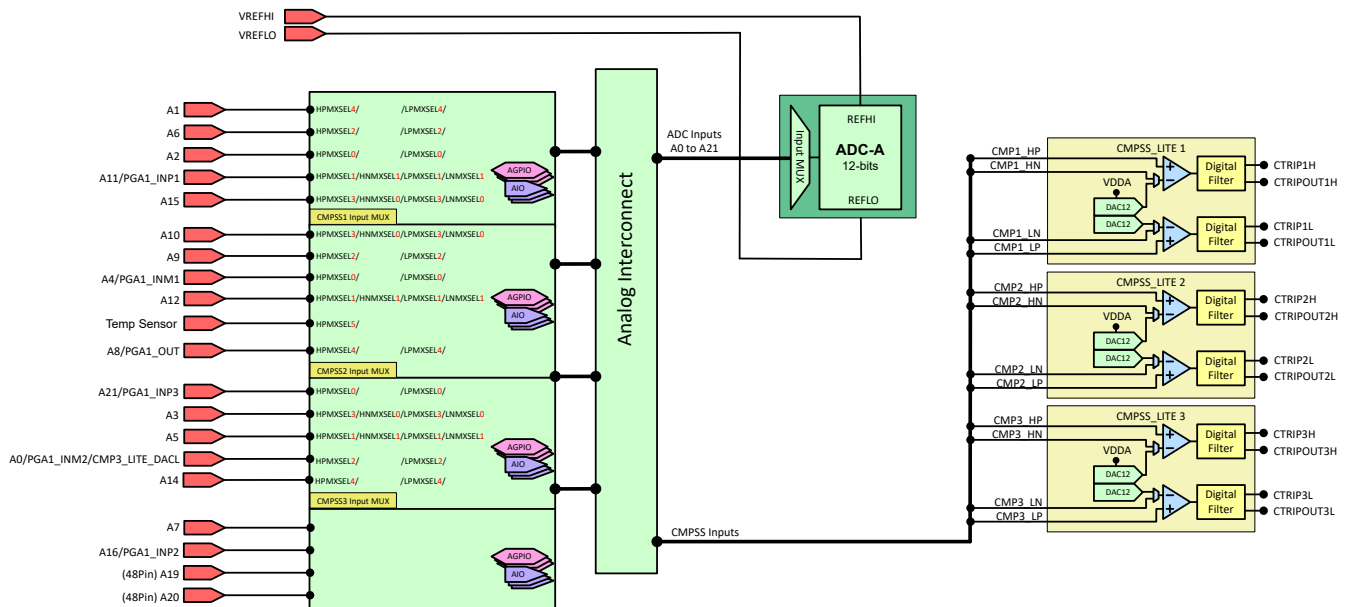 VREFHI
VREFLO
A1
HPMXSEL4/ /LPMXSEL4/
A6
HPMXSEL2/ /LPMXSEL2/
A2
HPMXSEL0/ /LPMXSEL0/
A11/PGA1_INP1
HPMXSEL1/HNMXSEL1/LPMXSEL1/LNMXSEL1
A15
HPMXSEL3/HNMXSEL0/LPMXSEL3/LNMXSEL0
AGPIO
AIO
CMPSS1 Input MUX
A10
HPMXSEL3/HNMXSEL0/LPMXSEL3/LNMXSEL0
A9
HPMXSEL2/ /LPMXSEL2/
A4/PGA1_INM1
HPMXSEL0/ /LPMXSEL0/
A12
HPMXSEL1/HNMXSEL1/LPMXSEL1/LNMXSEL1
Temp Sensor
HPMXSEL5/
A8/PGA1_OUT
HPMXSEL4/ /LPMXSEL4/
AGPIO
AIO
CMPSS2 Input MUX
A21/PGA1_INP3
HPMXSEL0/ /LPMXSEL0/
A3
HPMXSEL3/HNMXSEL0/LPMXSEL3/LNMXSEL0
A5
HPMXSEL1/HNMXSEL1/LPMXSEL1/LNMXSEL1
A0/PGA1_INM2/CMP3_LITE_DACL
HPMXSEL2/ /LPMXSEL2/
A14
HPMXSEL4/ /LPMXSEL4/
AGPIO
AIO
CMPSS3 Input MUX
A7
A16/PGA1_INP2
(48Pin) A19
(48Pin) A20
AGPIO
AIO
Analog Interconnect
ADC Inputs
A0 to A21
Input MUX
REFHI
ADC-A
12-bits
REFLO
CMPSS Inputs
CMPSS_LITE 1
CMP1_HP
CMP1_HN
VDDA
DAC12
DAC12
CMP1_LN
CMP1_LP
Digital
Filter
CTRIP1H
CTRIPOUT1H
Digital
Filter
CTRIP1L
CTRIPOUT1L
CMPSS_LITE 2
CMP2_HP
CMP2_HN
VDDA
DAC12
DAC12
CMP2_LN
CMP2_LP
Digital
Filter
CTRIP2H
CTRIPOUT2H
Digital
Filter
CTRIP2L
CTRIPOUT2L
CMPSS_LITE 3
CMP3_HP
CMP3_HN
VDDA
DAC12
DAC12
CMP3_LN
CMP3_LP
Digital
Filter
CTRIP3H
CTRIPOUT3H
Digital
Filter
CTRIP3L
CTRIPOUT3L